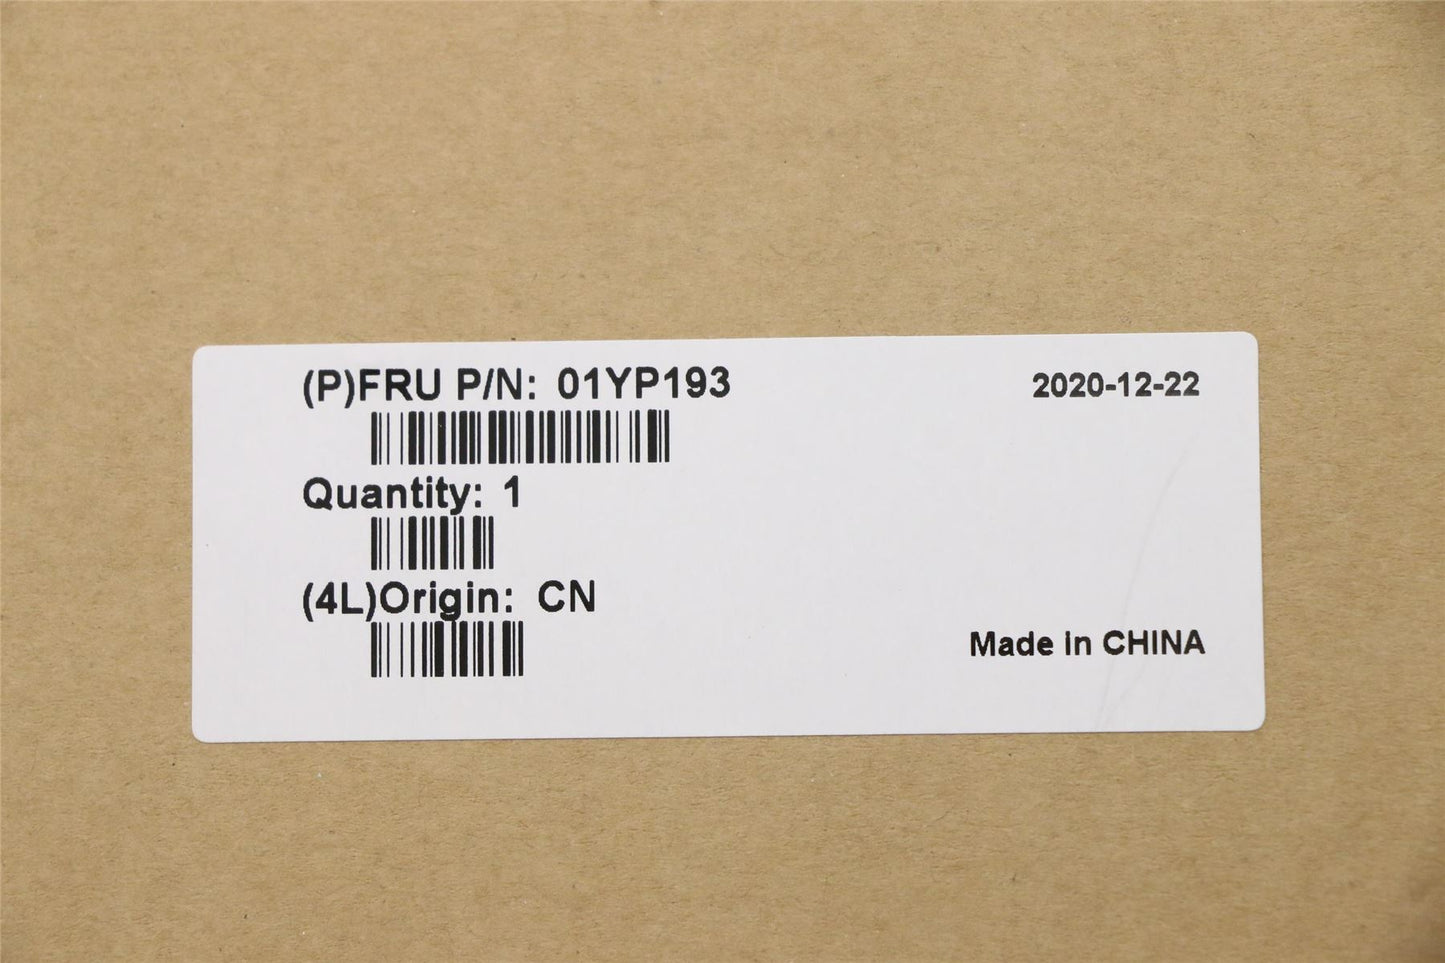 (P)FRU P/N: 01YP193
2020-12-22
Quantity: 1
(4L)Origin: CN
Made in CHINA